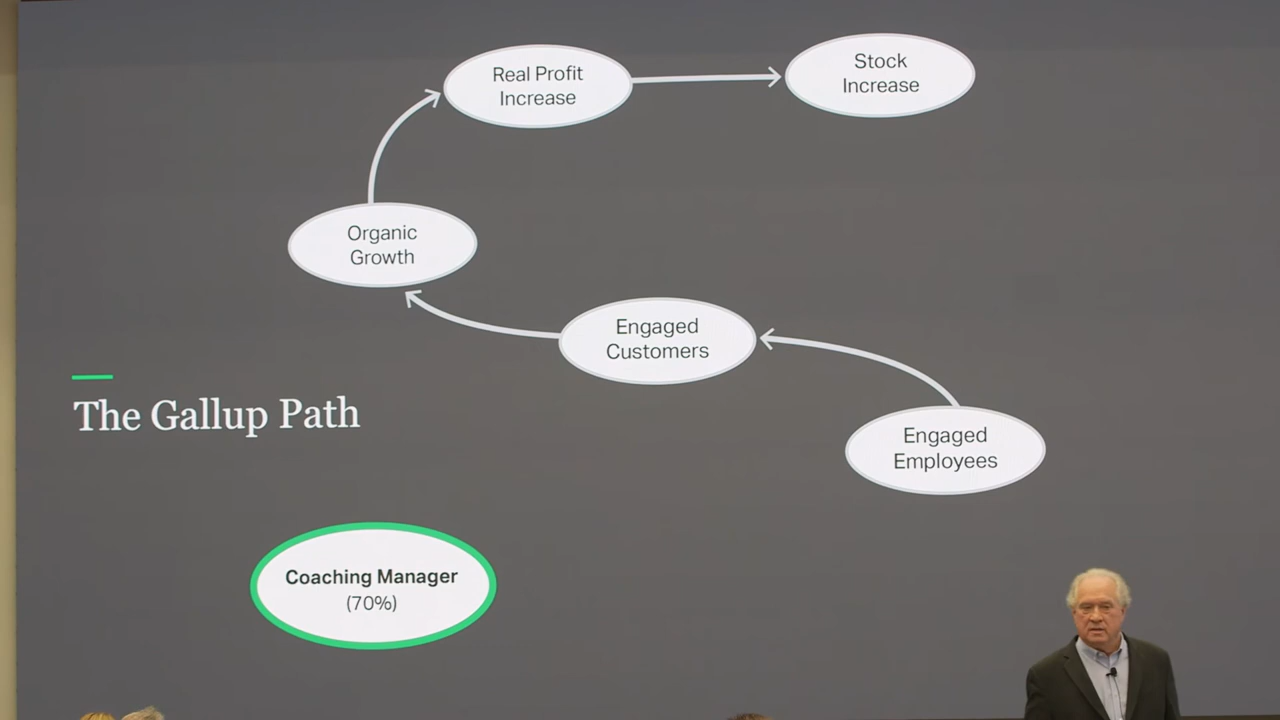 Real Profit
Increase
Stock
Increase
Organic
Growth
Engaged
Customers
The Gallup Path
Engaged
Employees
Coaching Manager
(70%)